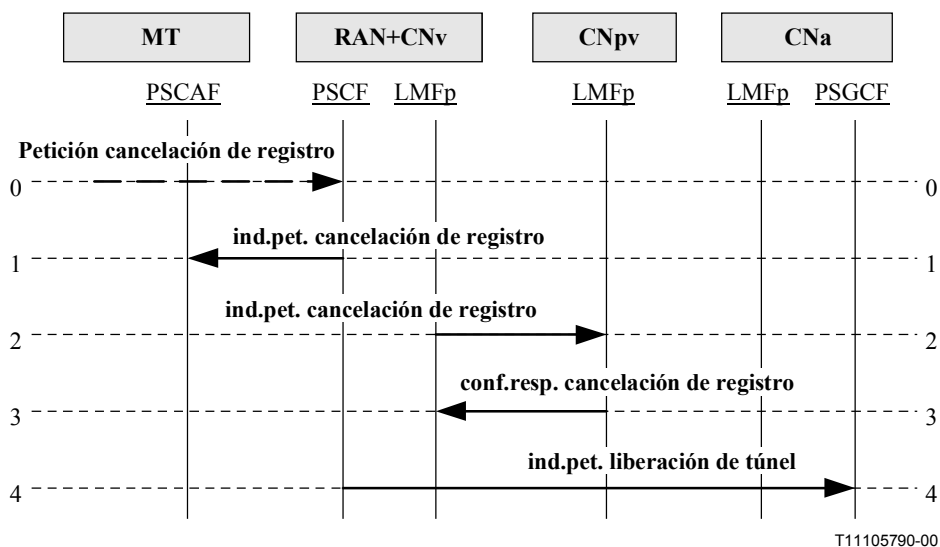 MT RAN+CNv CNpv CNa
PSCAF PSCF LMFp LMFp LMFp PSGCF
Petición cancelación de registro
0 0
ind.pet. cancelación de registro
1 1
ind.pet. cancelación de registro
2 2
conf.resp. cancelación de registro
3 3
ind.pet. liberación de túnel
4 4
T11105790-00